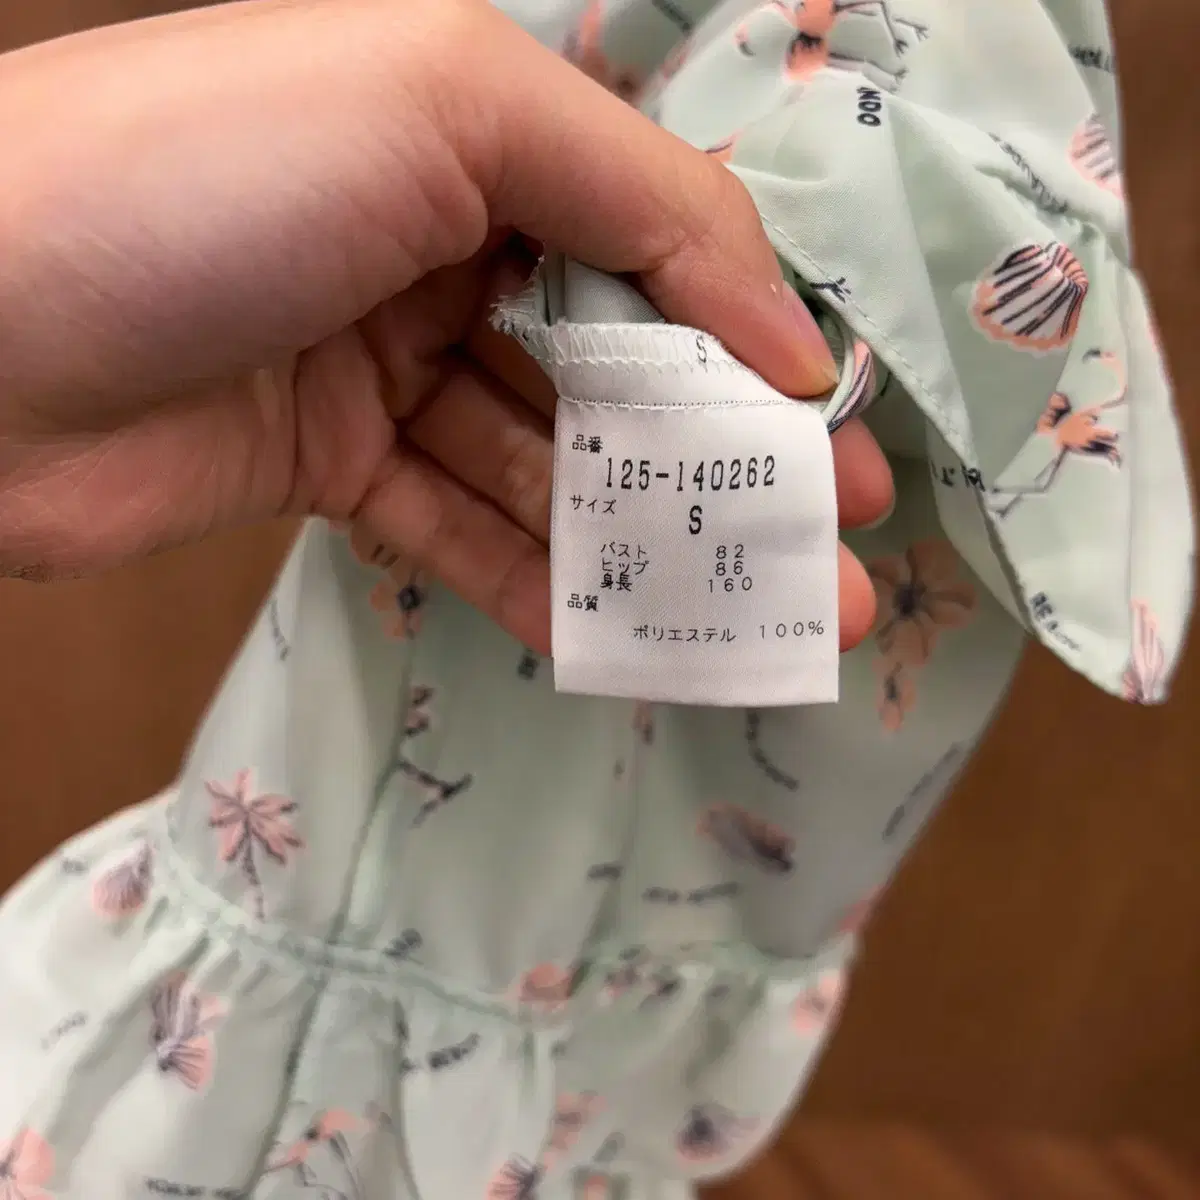 DON
S
品番
125-140262
サイズ
S
バスト 82
ヒップ 86
身長 160
品質
ポリエステル 100%